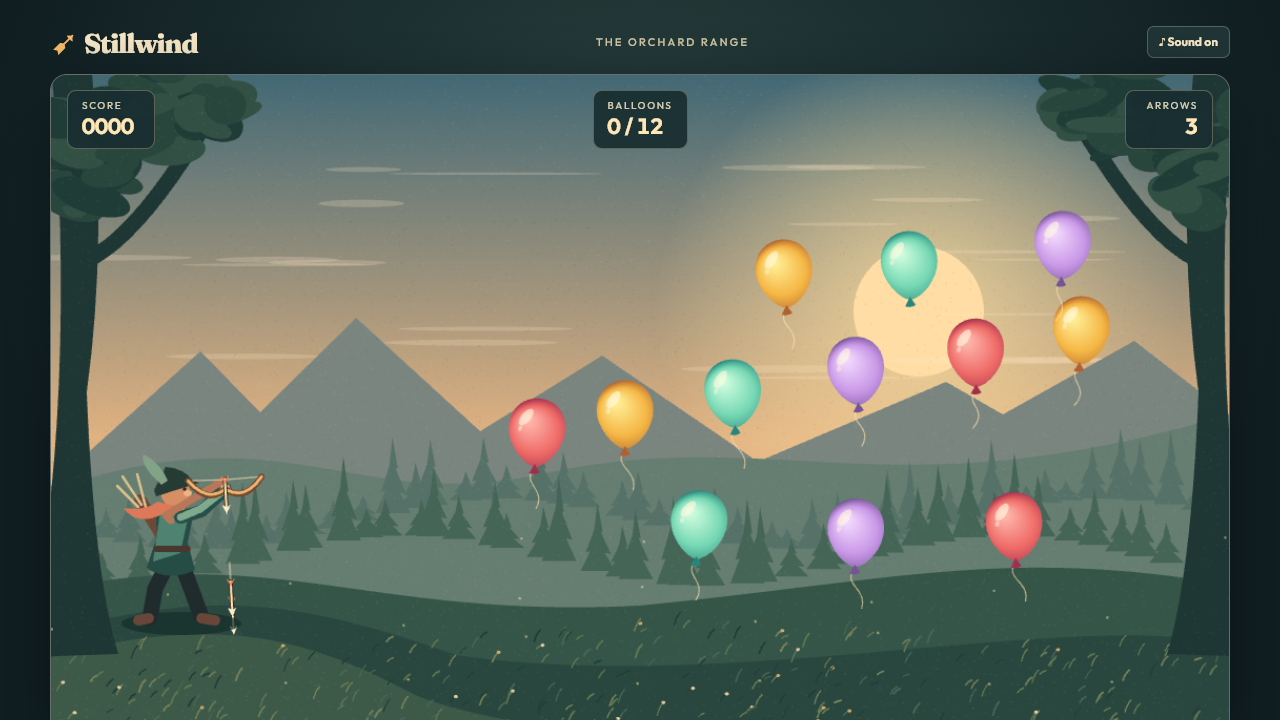 Stillwind
THE ORCHARD RANGE
♪ Sound on
SCORE
0000
BALLOONS
0 / 12
ARROWS
3